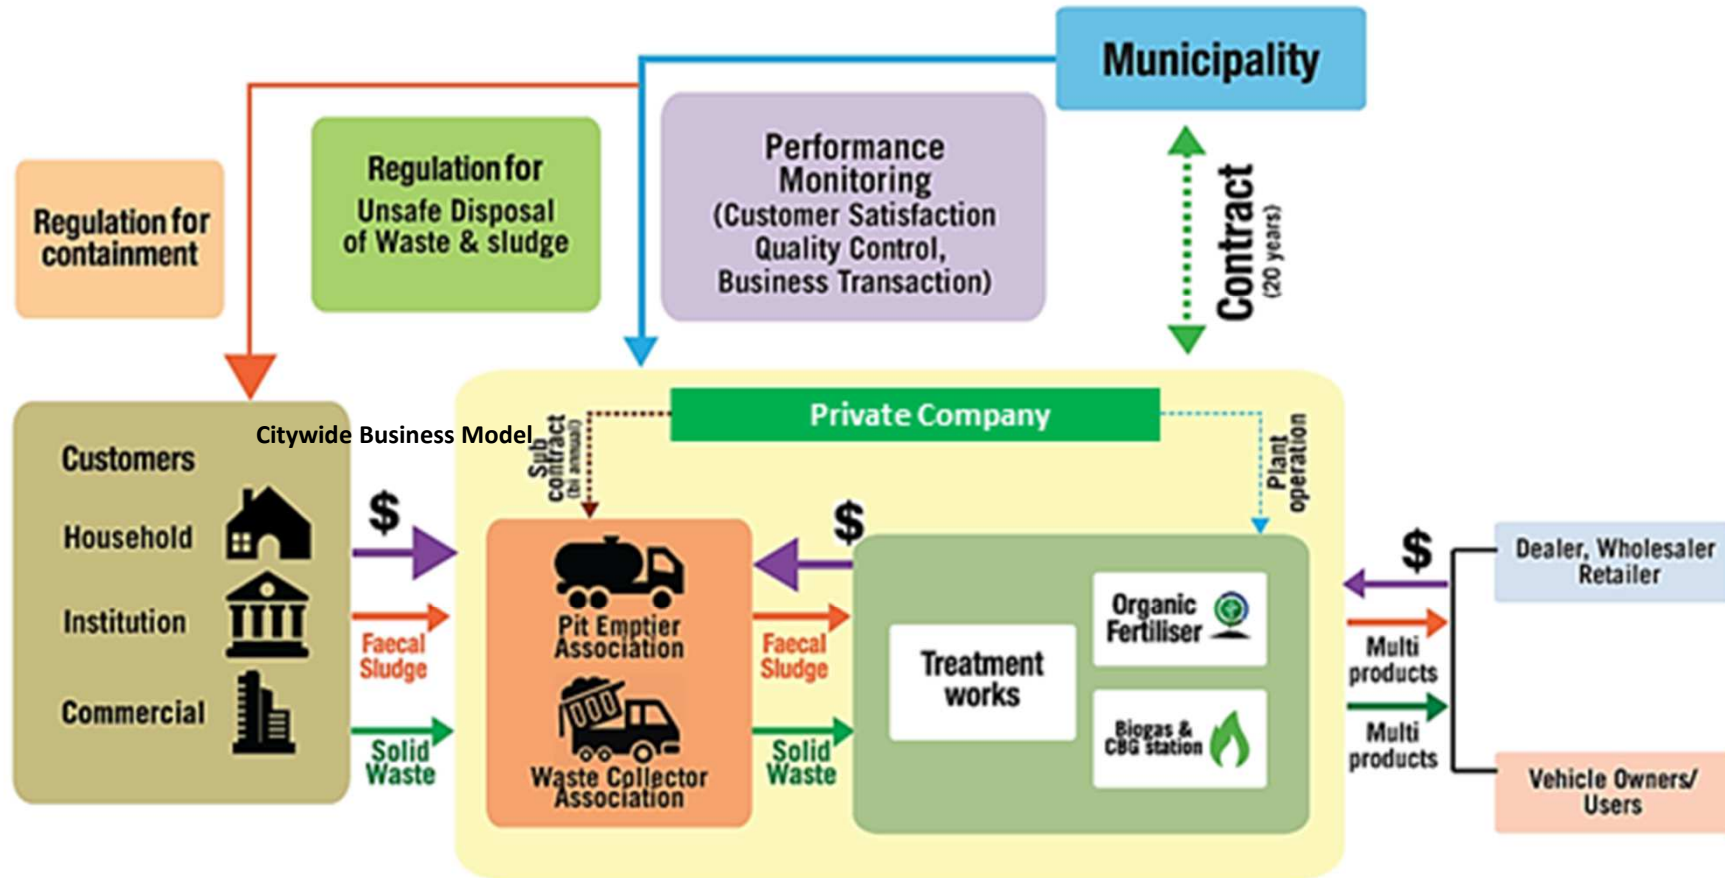 Municipality
Regulation for
containment
Regulation for
Unsafe Disposal
of Waste & sludge
Performance
Monitoring
(Customer Satisfaction
Quality Control,
Business Transaction)
Contract
(20 years)
Private Company
Citywide Business Model
Sub
contract
(bi annual)
Plant
operation
Customers
Household
Institution
Commercial
$
Faecal
Sludge
Solid
Waste
Pit Emptier
Association
Waste Collector
Association
$
Faecal
Sludge
Solid
Waste
Treatment
works
Organic
Fertiliser
Biogas &
CBG station
$
Multi
products
Multi
products
Dealer, Wholesaler
Retailer
Vehicle Owners/
Users